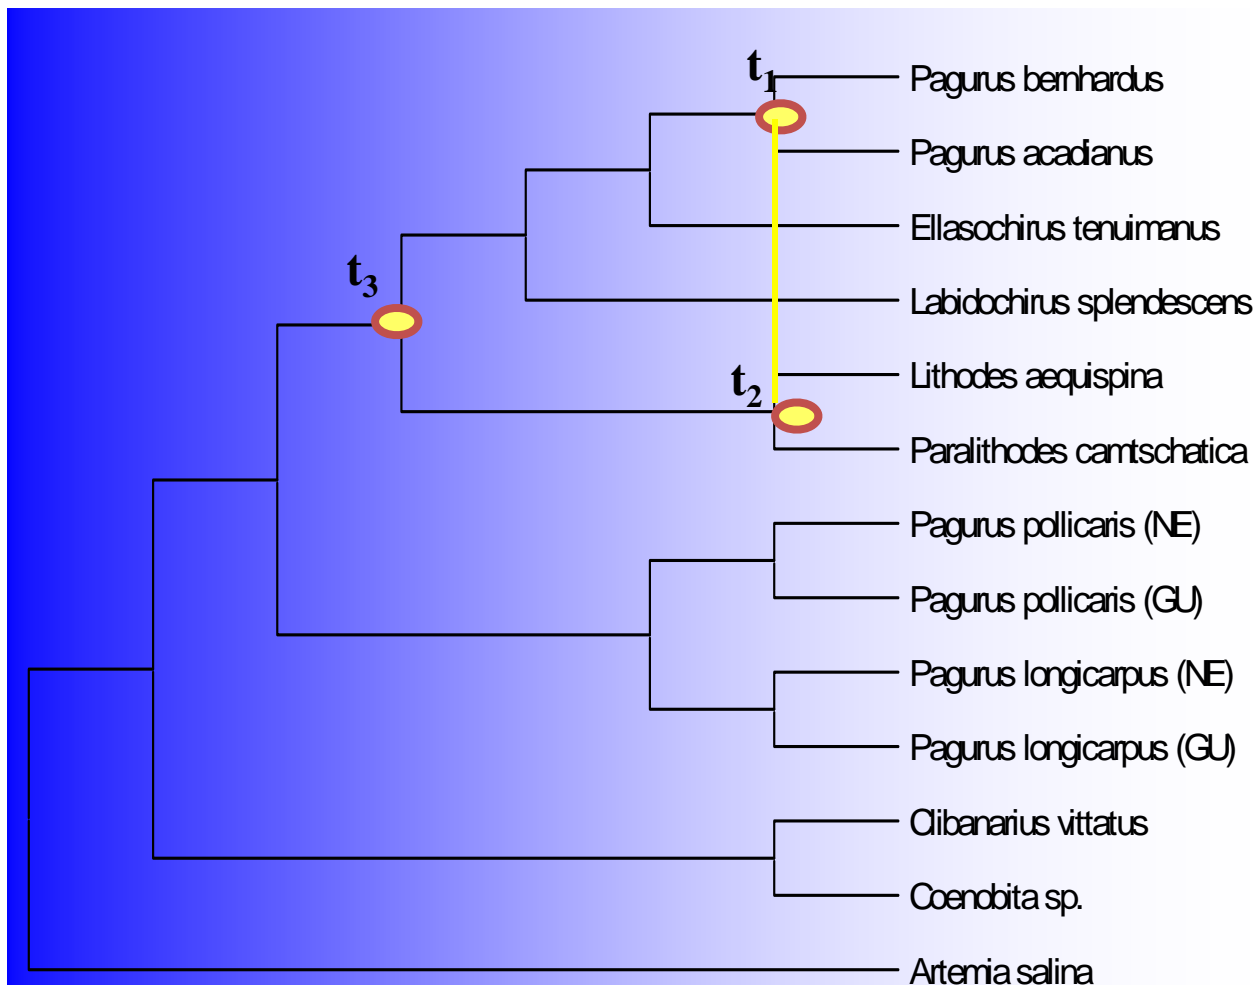 t1
Pagurus bernhardus
Pagurus acadianus
Ellasochirus tenuimanus
Labidochirus splendescens
t3
Lithodes aequispina
t2
Paralithodes camtschatica
Pagurus pollicaris (NE)
Pagurus pollicaris (GU)
Pagurus longicarpus (NE)
Pagurus longicarpus (GU)
Clibanarius vittatus
Coenobita sp.
Artemia salina